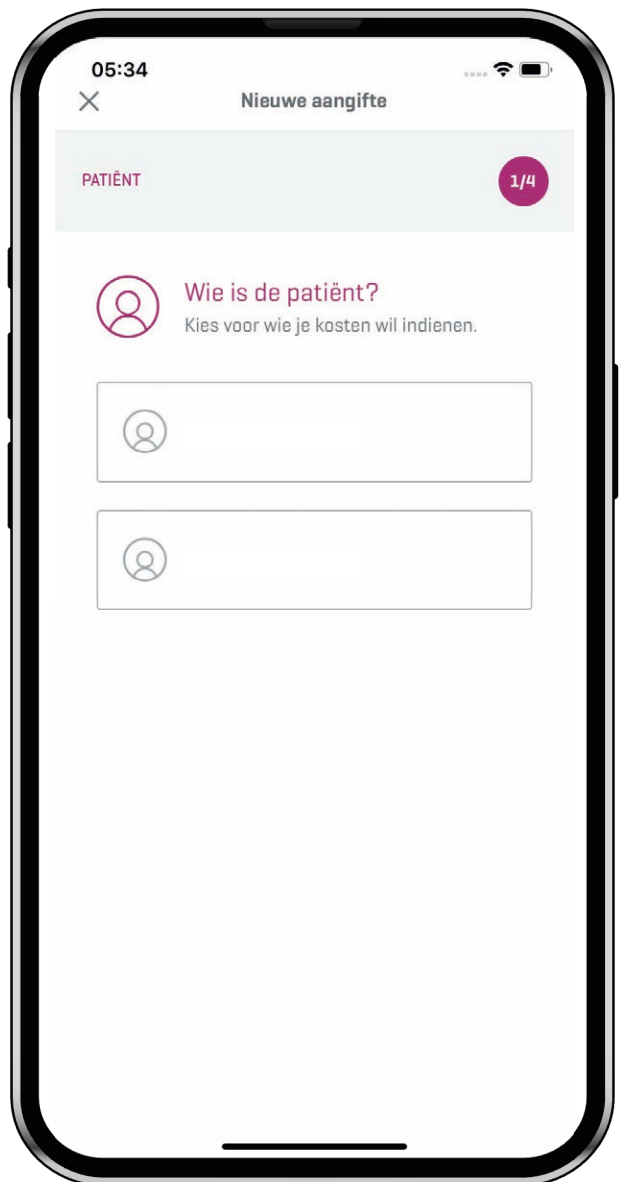 05:34
Nieuwe aangifte
PATIËNT
1/4
Wie is de patiënt?
Kies voor wie je kosten wil indienen.